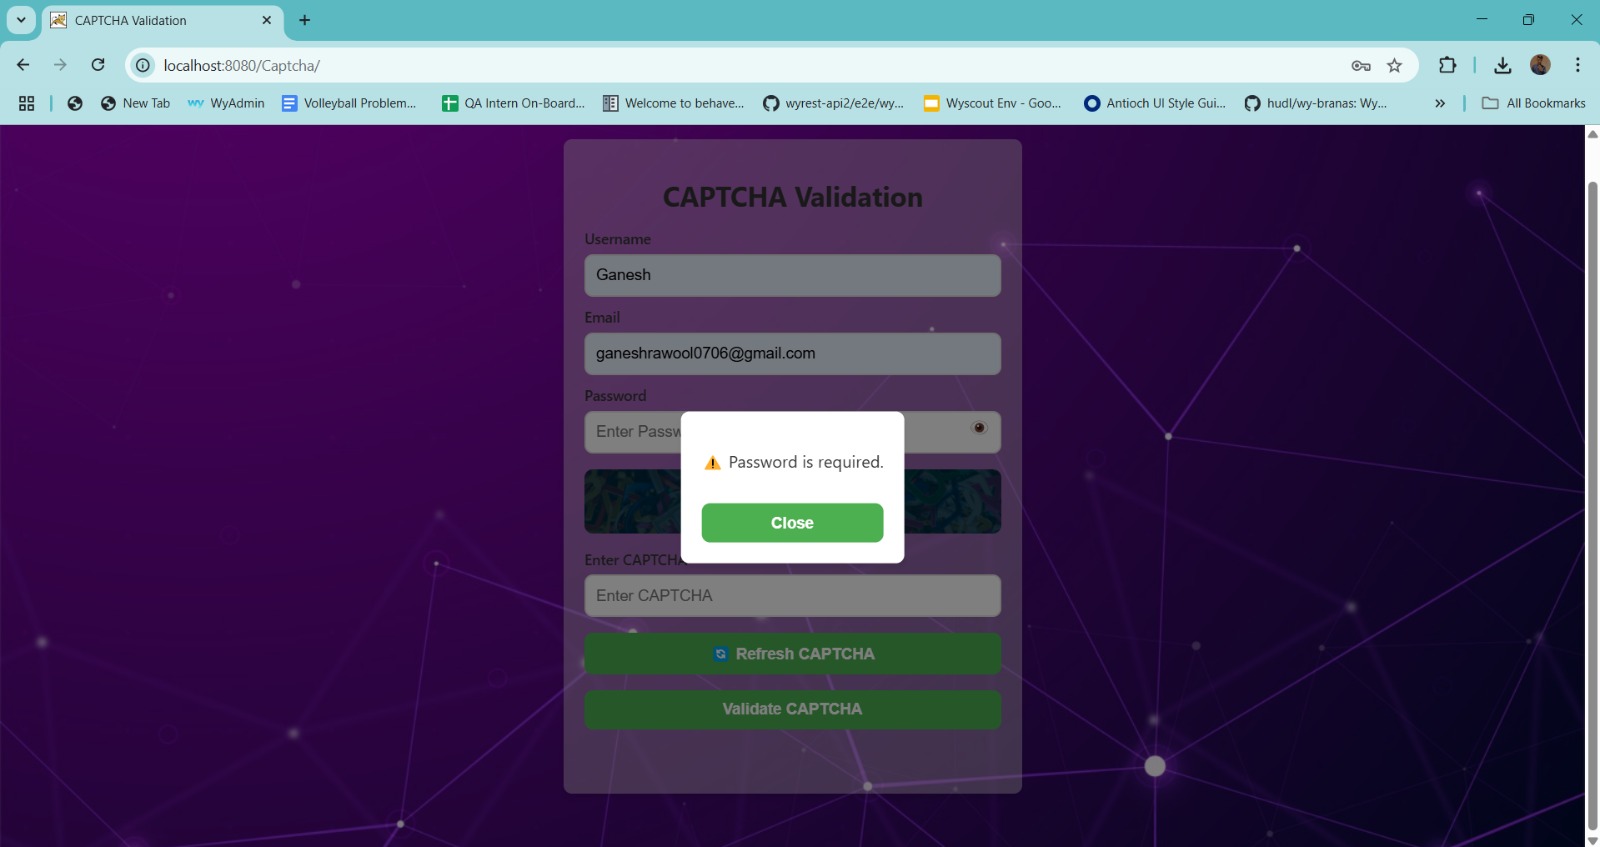 CAPTCHA Validation
localhost:8080/Captcha/
New Tab
WyAdmin
Volleyball Problem...
QA Intern On-Board...
Welcome to behave...
wyrest-api2/e2e/wy...
Wyscout Env - Goo...
Antioch UI Style Gui...
hudl/wy-branas: Wy...
»
All Bookmarks
CAPTCHA Validation
Username
Ganesh
Email
ganeshrawool0706@gmail.com
Password
Enter Passw
Password is required.
Close
Enter CAPTCHA
Enter CAPTCHA
Refresh CAPTCHA
Validate CAPTCHA